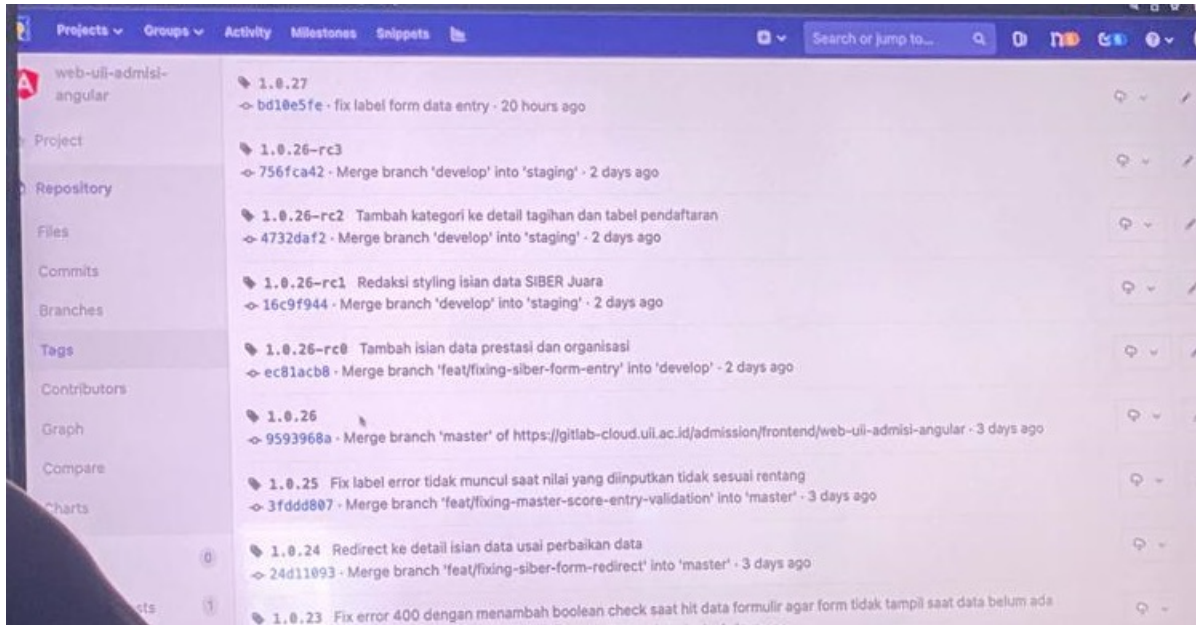 Projects Groups Activity Milestones Snippets Search or jump to...
web-uii-admisi-
angular
Project
Repository
Files
Commits
Branches
Tags
Contributors
Graph
Compare
Charts
0
1
1.0.27
bd10e5fe · fix label form data entry · 20 hours ago
1.0.26-rc3
756fca42 · Merge branch 'develop' into 'staging' · 2 days ago
1.0.26-rc2 Tambah kategori ke detail tagihan dan tabel pendaftaran
4732daf2 · Merge branch 'develop' into 'staging' · 2 days ago
1.0.26-rc1 Redaksi styling isian data SIBER Juara
16c9f944 · Merge branch 'develop' into 'staging' · 2 days ago
1.0.26-rc0 Tambah isian data prestasi dan organisasi
ec81acb8 · Merge branch 'feat/fixing-siber-form-entry' into 'develop' · 2 days ago
1.0.26
9593968a · Merge branch 'master' of https://gitlab-cloud.uii.ac.id/admission/frontend/web-uii-admisi-angular · 3 days ago
1.0.25 Fix label error tidak muncul saat nilai yang diinputkan tidak sesuai rentang
3fddd807 · Merge branch 'feat/fixing-master-score-entry-validation' into 'master' · 3 days ago
1.0.24 Redirect ke detail isian data usai perbaikan data
24d11093 · Merge branch 'feat/fixing-siber-form-redirect' into 'master' · 3 days ago
1.0.23 Fix error 400 dengan menambah boolean check saat hit data formulir agar form tidak tampil saat data belum ada